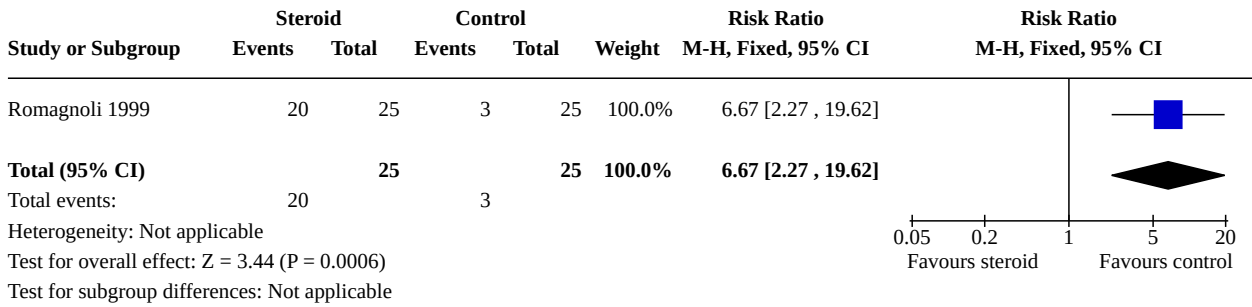 Steroid Control Risk Ratio Risk Ratio
Study or Subgroup Events Total Events Total Weight M-H, Fixed, 95% CI M-H, Fixed, 95% CI
Romagnoli 1999 20 25 3 25 100.0% 6.67 [2.27 , 19.62]
Total (95% CI) 25 25 100.0% 6.67 [2.27 , 19.62]
Total events: 20 3
Heterogeneity: Not applicable
0.05 0.2 1 5 20
Test for overall effect: Z = 3.44 (P = 0.0006)
Favours steroid Favours control
Test for subgroup differences: Not applicable